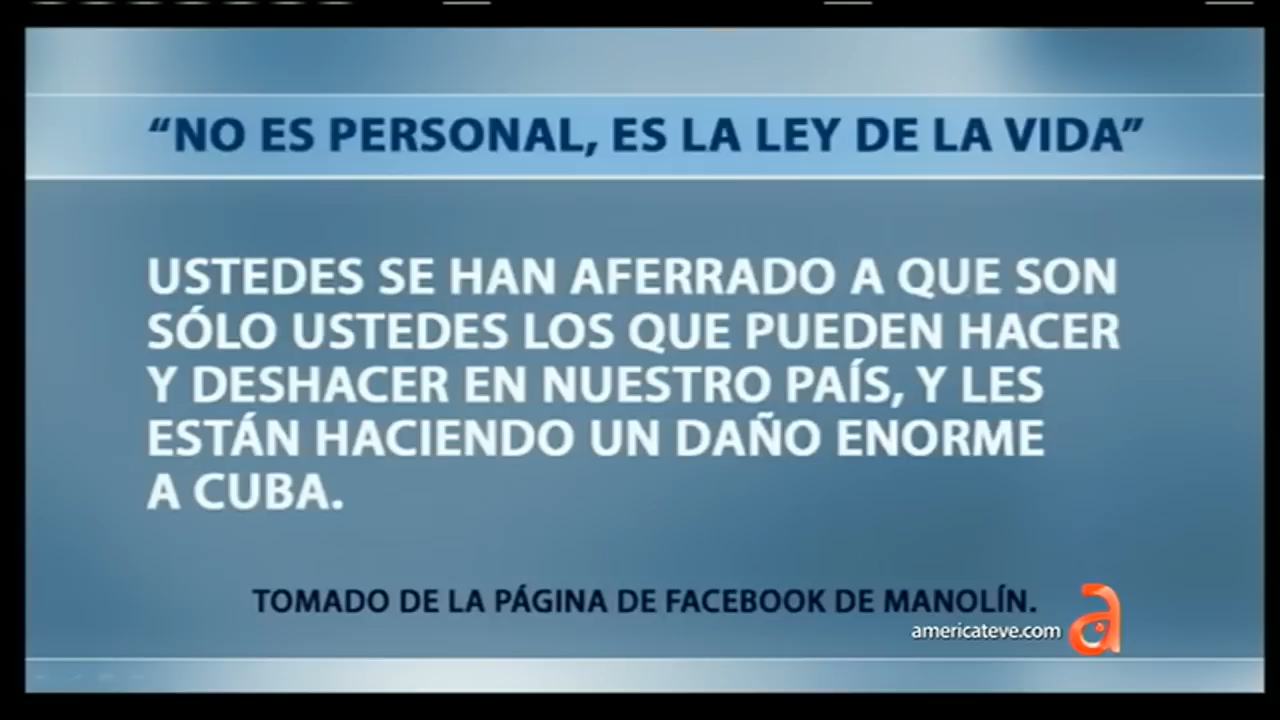 “NO ES PERSONAL, ES LA LEY DE LA VIDA”
USTEDES SE HAN AFERRADO A QUE SON
SÓLO USTEDES LOS QUE PUEDEN HACER
Y DESHACER EN NUESTRO PAÍS, Y LES
ESTÁN HACIENDO UN DAÑO ENORME
A CUBA.
TOMADO DE LA PÁGINA DE FACEBOOK DE MANOLÍN.
americateve.com a